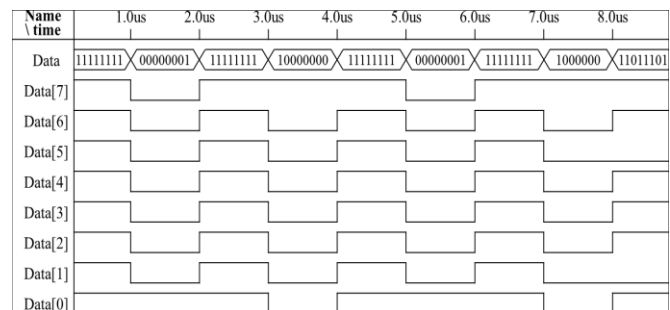 Name \ time 1.0us 2.0us 3.0us 4.0us 5.0us 6.0us 7.0us 8.0us
Data 11111111 00000001 11111111 10000000 11111111 00000001 11111111 1000000 11011101
Data[7]
Data[6]
Data[5]
Data[4]
Data[3]
Data[2]
Data[1]
Data[0]